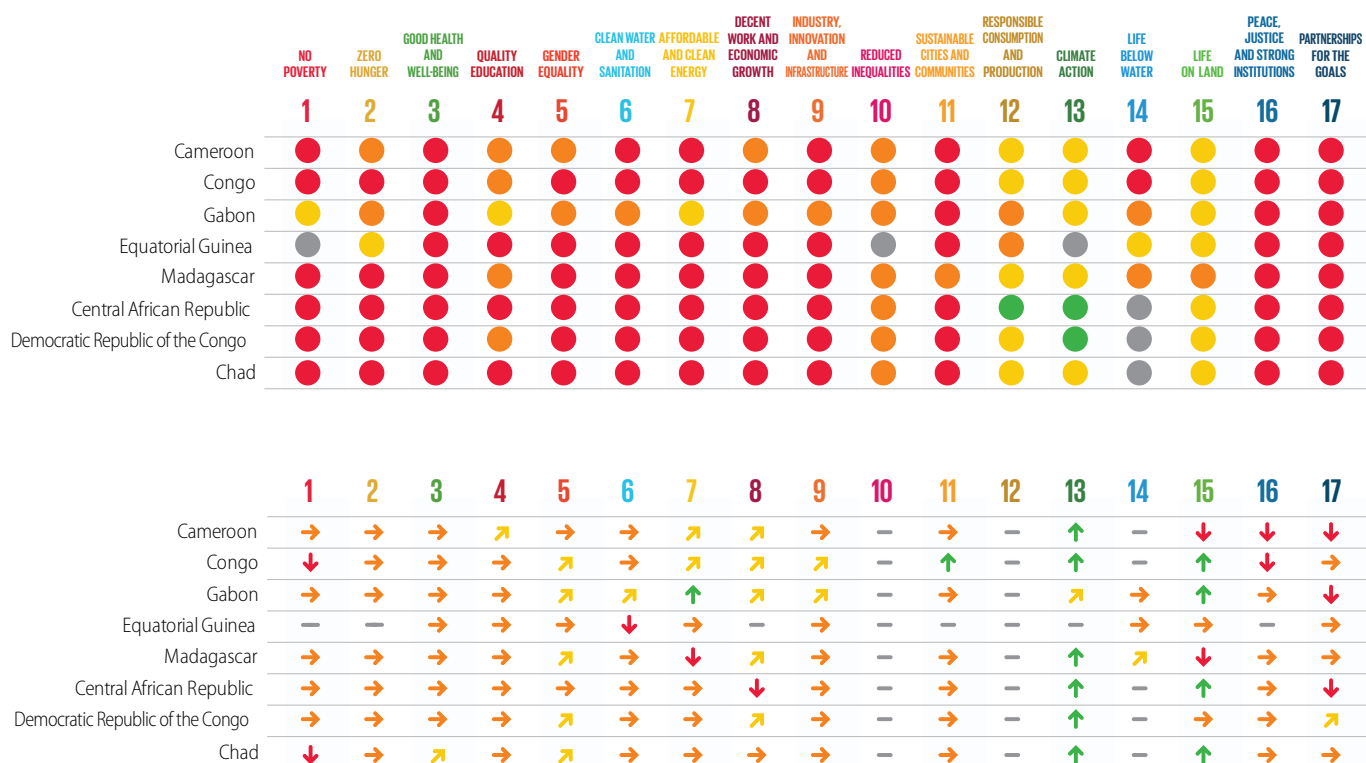 NO
POVERTY
ZERO
HUNGER
GOOD HEALTH
AND
WELL-BEING
QUALITY
EDUCATION
GENDER
EQUALITY
CLEAN WATER
AND
SANITATION
AFFORDABLE
AND CLEAN
ENERGY
DECENT
WORK AND
ECONOMIC
GROWTH
INDUSTRY,
INNOVATION
AND
INFRASTRUCTURE
REDUCED
INEQUALITIES
SUSTAINABLE
CITIES AND
COMMUNITIES
RESPONSIBLE
CONSUMPTION
AND
PRODUCTION
CLIMATE
ACTION
LIFE
BELOW
WATER
LIFE
ON LAND
PEACE,
JUSTICE
AND STRONG
INSTITUTIONS
PARTNERSHIPS
FOR THE
GOALS
1 2 3 4 5 6 7 8 9 10 11 12 13 14 15 16 17
Cameroon
Congo
Gabon
Equatorial Guinea
Madagascar
Central African Republic
Democratic Republic of the Congo
Chad
1 2 3 4 5 6 7 8 9 10 11 12 13 14 15 16 17
Cameroon
Congo
Gabon
Equatorial Guinea
Madagascar
Central African Republic
Democratic Republic of the Congo
Chad